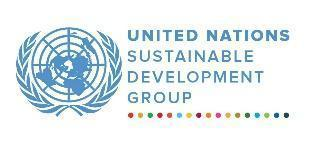 UNITED NATIONS
SUSTAINABLE
DEVELOPMENT
GROUP